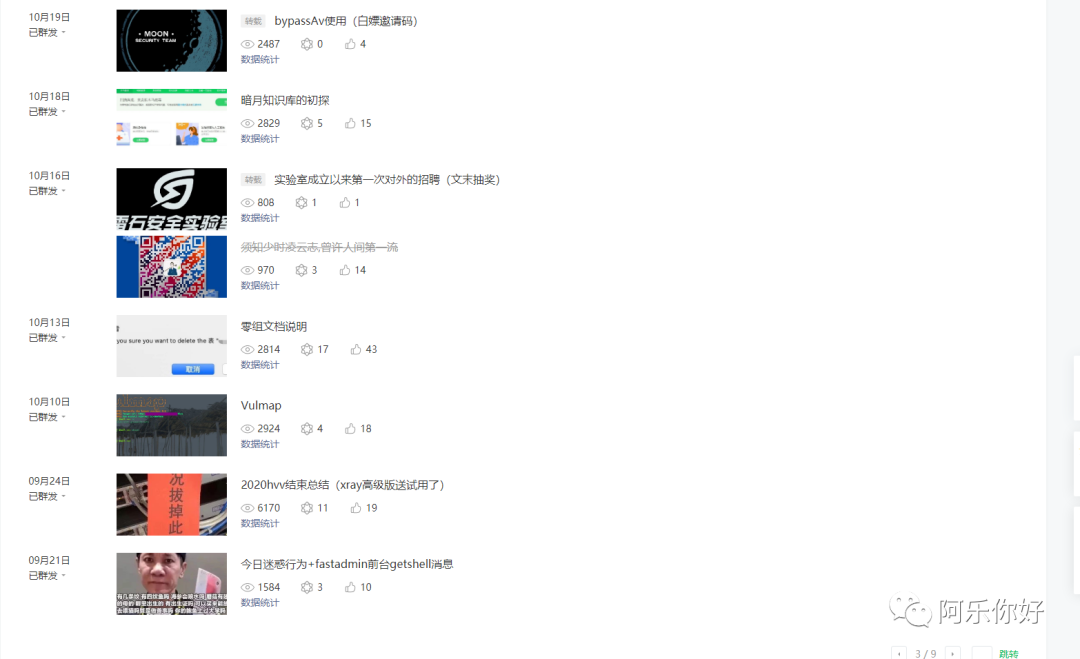 10月19日
已群发
MOON
SECURITY TEAM
转载 bypassAv使用（白嫖邀请码）
2487 0 4
数据统计
10月18日
已群发
暗月知识库的初探
2829 5 15
数据统计
10月16日
已群发
雷石安全实验室
转载 实验室成立以来第一次对外的招聘（文末抽奖）
808 1 1
数据统计
须知少时凌云志,曾许人间第一流
970 3 14
数据统计
10月13日
已群发
you sure you want to delete the 表
取消
零组文档说明
2814 17 43
数据统计
10月10日
已群发
Vulmap
2924 4 18
数据统计
09月24日
已群发
况拔掉此
2020hvv结束总结（xray高级版送试用了）
6170 11 19
数据统计
09月21日
已群发
今日迷惑行为+fastadmin前台getshell消息
1584 3 10
数据统计
阿乐你好
3 / 9 跳转